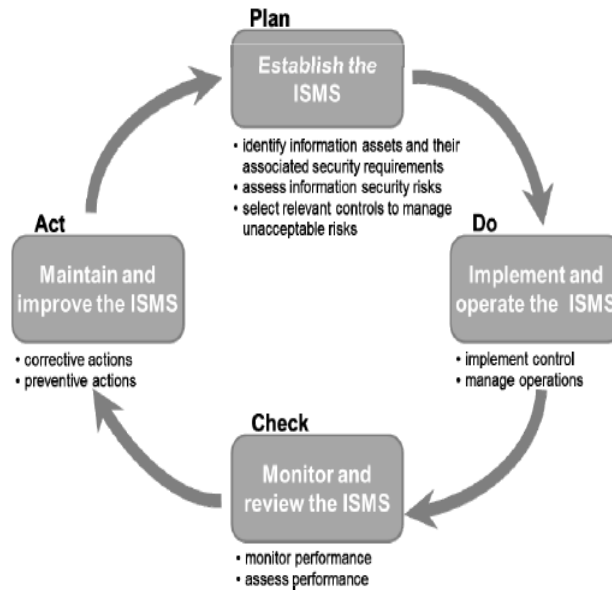 Plan
Establish the
ISMS
• identify information assets and their
associated security requirements
• assess information security risks
• select relevant controls to manage
unacceptable risks
Do
Implement and
operate the ISMS
• implement control
• manage operations
Check
Monitor and
review the ISMS
• monitor performance
• assess performance
Act
Maintain and
improve the ISMS
• corrective actions
• preventive actions